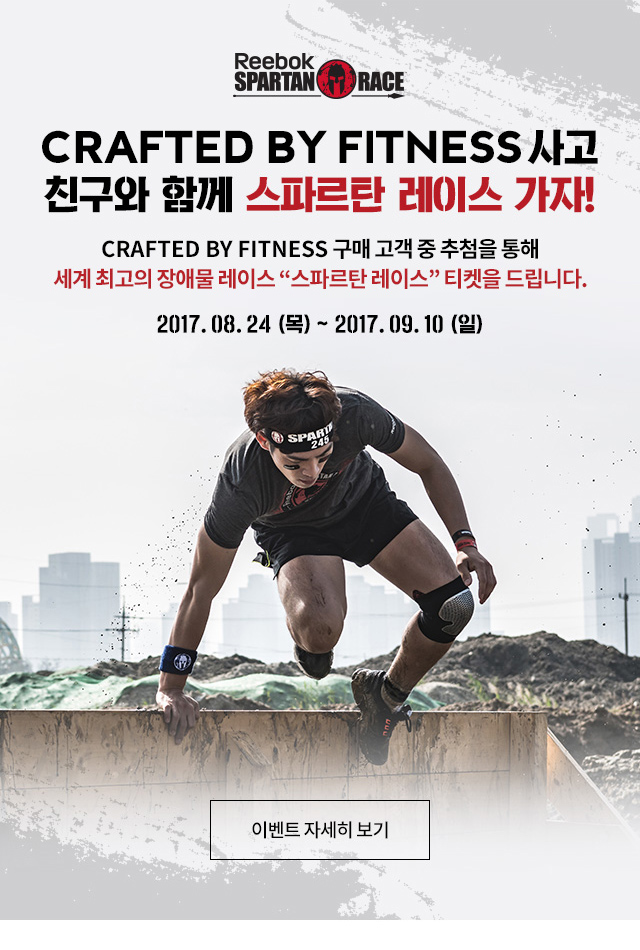 Reebok
SPARTAN RACE
CRAFTED BY FITNESS 사고
친구와 함께 스파르탄 레이스 가자!
CRAFTED BY FITNESS 구매 고객 중 추첨을 통해
세계 최고의 장애물 레이스 “스파르탄 레이스” 티켓을 드립니다.
2017. 08. 24 (목) ~ 2017. 09. 10 (일)
SPARTA
245
이벤트 자세히 보기